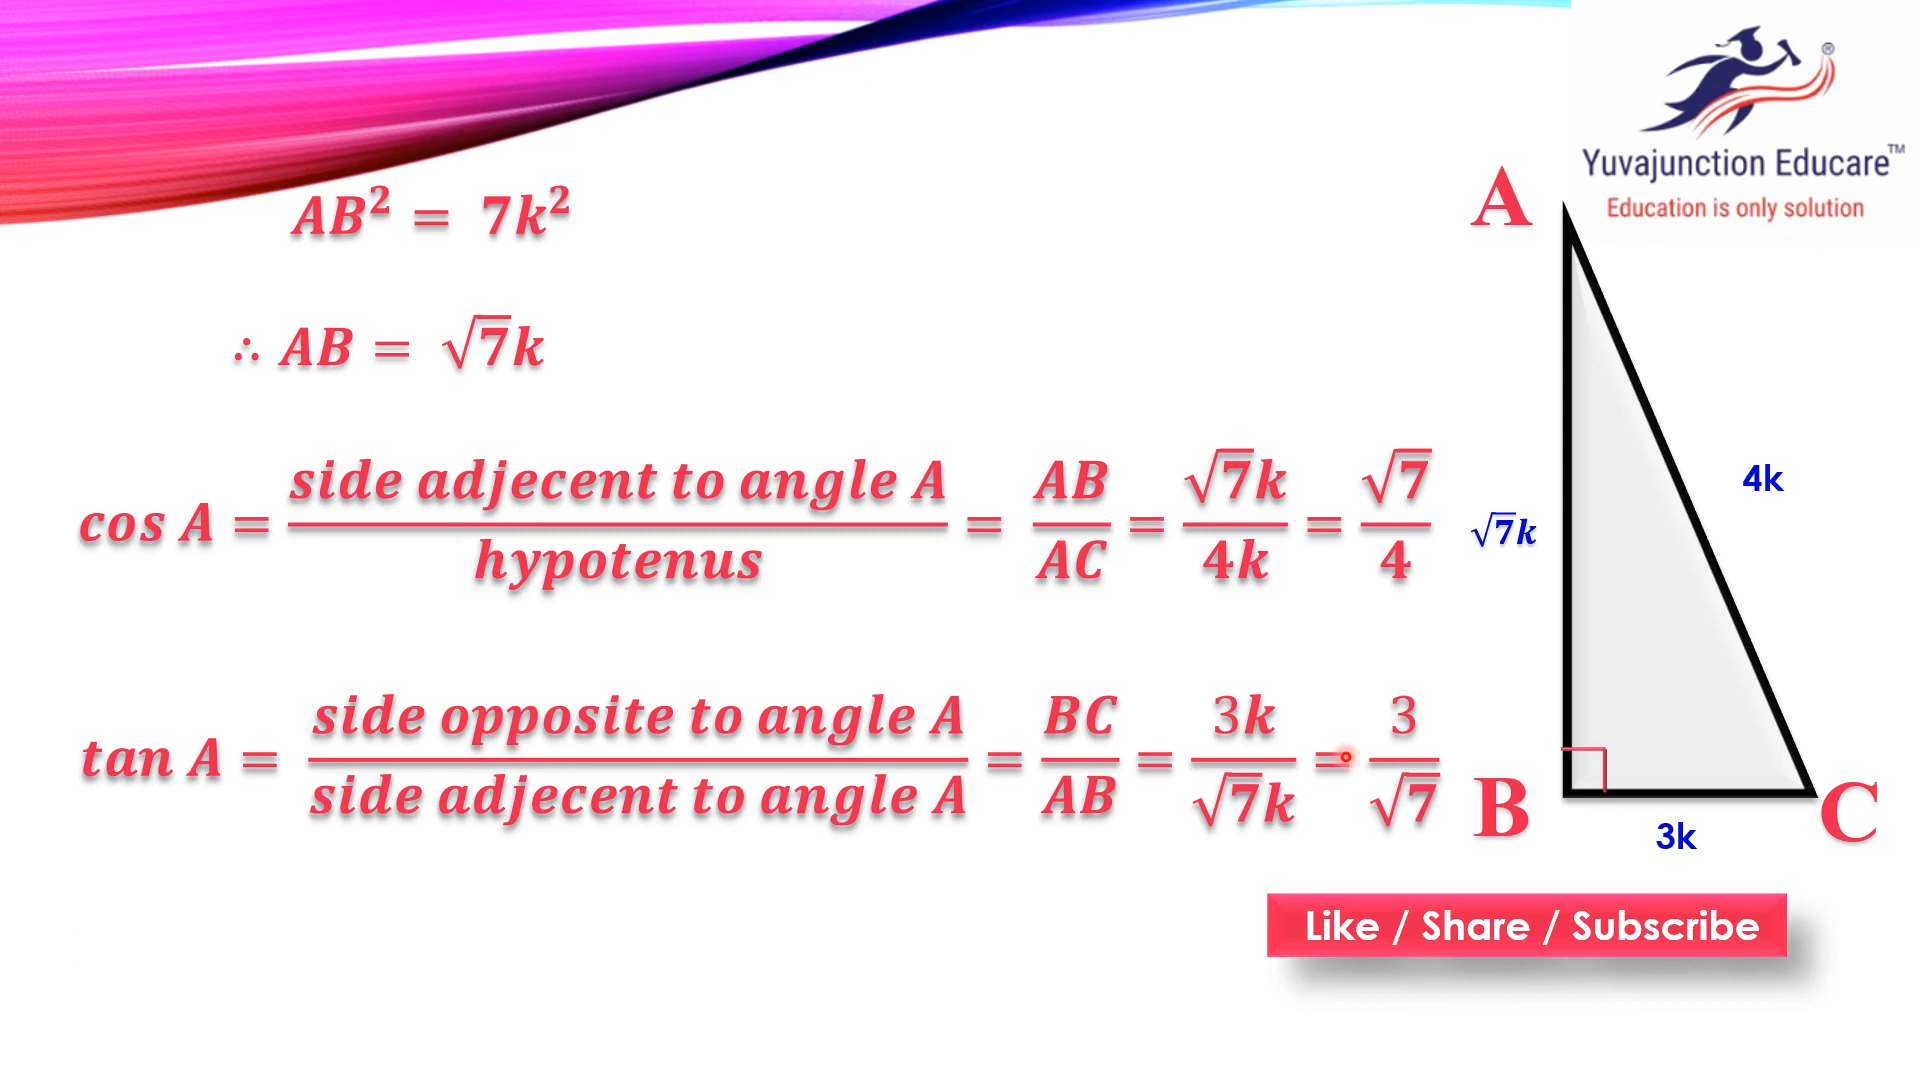 Yuvajunction Educare™
®
Education is only solution
AB² = 7k²
∴ AB = √7k
cos A = side adjecent to angle A / hypotenus = AB / AC = √7k / 4k = √7 / 4
tan A = side opposite to angle A / side adjecent to angle A = BC / AB = 3k / √7k = 3 / √7
A
4k
√7k
B
C
3k
Like / Share / Subscribe